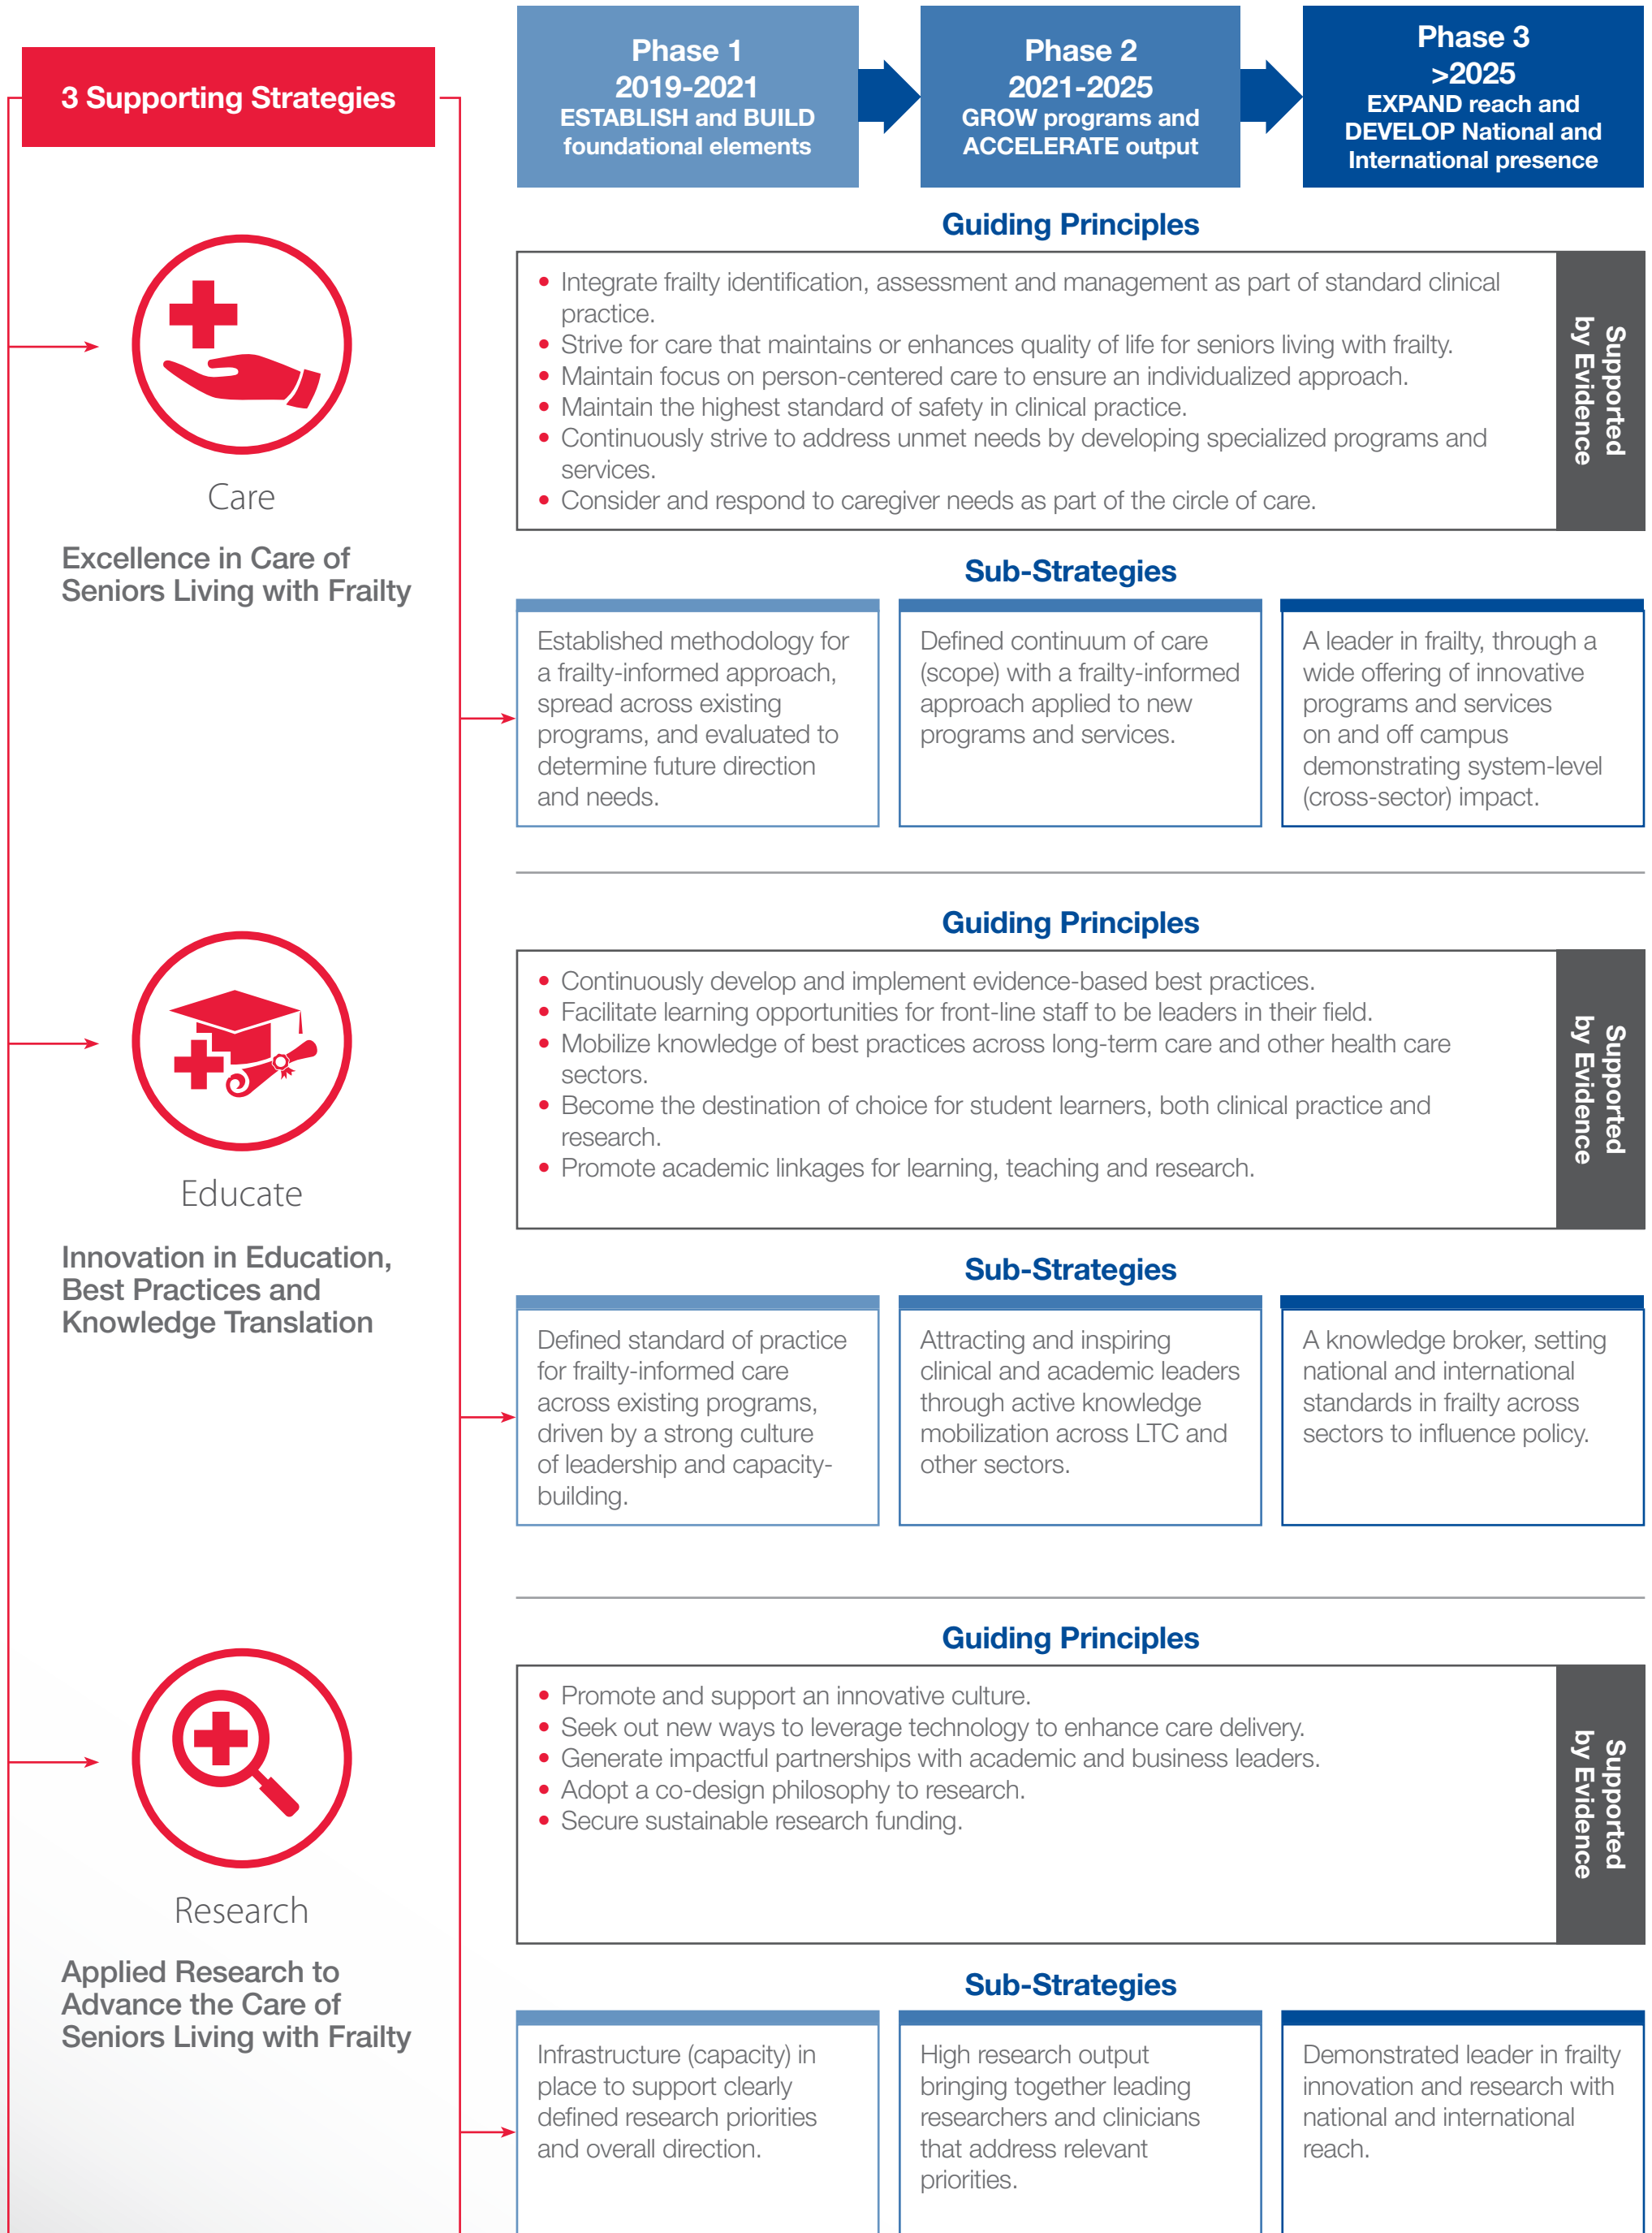 3 Supporting Strategies
Phase 1
2019-2021
ESTABLISH and BUILD
foundational elements
Phase 2
2021-2025
GROW programs and
ACCELERATE output
Phase 3
>2025
EXPAND reach and
DEVELOP National and
International presence
Care
Excellence in Care of
Seniors Living with Frailty
Guiding Principles
• Integrate frailty identification, assessment and management as part of standard clinical
practice.
• Strive for care that maintains or enhances quality of life for seniors living with frailty.
• Maintain focus on person-centered care to ensure an individualized approach.
• Maintain the highest standard of safety in clinical practice.
• Continuously strive to address unmet needs by developing specialized programs and
services.
• Consider and respond to caregiver needs as part of the circle of care.
Supported
by Evidence
Sub-Strategies
Established methodology for
a frailty-informed approach,
spread across existing
programs, and evaluated to
determine future direction
and needs.
Defined continuum of care
(scope) with a frailty-informed
approach applied to new
programs and services.
A leader in frailty, through a
wide offering of innovative
programs and services
on and off campus
demonstrating system-level
(cross-sector) impact.
Educate
Innovation in Education,
Best Practices and
Knowledge Translation
Guiding Principles
• Continuously develop and implement evidence-based best practices.
• Facilitate learning opportunities for front-line staff to be leaders in their field.
• Mobilize knowledge of best practices across long-term care and other health care
sectors.
• Become the destination of choice for student learners, both clinical practice and
research.
• Promote academic linkages for learning, teaching and research.
Supported
by Evidence
Sub-Strategies
Defined standard of practice
for frailty-informed care
across existing programs,
driven by a strong culture
of leadership and capacity-
building.
Attracting and inspiring
clinical and academic leaders
through active knowledge
mobilization across LTC and
other sectors.
A knowledge broker, setting
national and international
standards in frailty across
sectors to influence policy.
Research
Applied Research to
Advance the Care of
Seniors Living with Frailty
Guiding Principles
• Promote and support an innovative culture.
• Seek out new ways to leverage technology to enhance care delivery.
• Generate impactful partnerships with academic and business leaders.
• Adopt a co-design philosophy to research.
• Secure sustainable research funding.
Supported
by Evidence
Sub-Strategies
Infrastructure (capacity) in
place to support clearly
defined research priorities
and overall direction.
High research output
bringing together leading
researchers and clinicians
that address relevant
priorities.
Demonstrated leader in frailty
innovation and research with
national and international
reach.